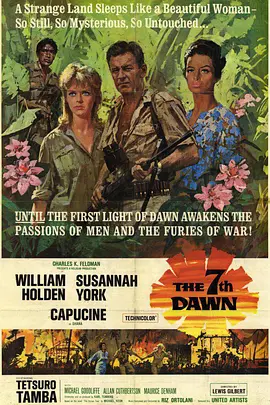 A Strange Land Sleeps Like a Beautiful Woman–
So Still, So Mysterious, So Untouched...
UNTIL THE FIRST LIGHT OF DAWN AWAKENS THE
PASSIONS OF MEN AND THE FURIES OF WAR!
CHARLES K. FELDMAN
WILLIAM HOLDEN
SUSANNAH YORK
CAPUCINE
TECHNICOLOR
THE 7th DAWN
TETSURO TAMBA
MICHAEL GOODLIFFE ALLAN CUTHBERTSON MAURICE DENHAM
RIZ ORTOLANI
LEWIS GILBERT
UNITED ARTISTS